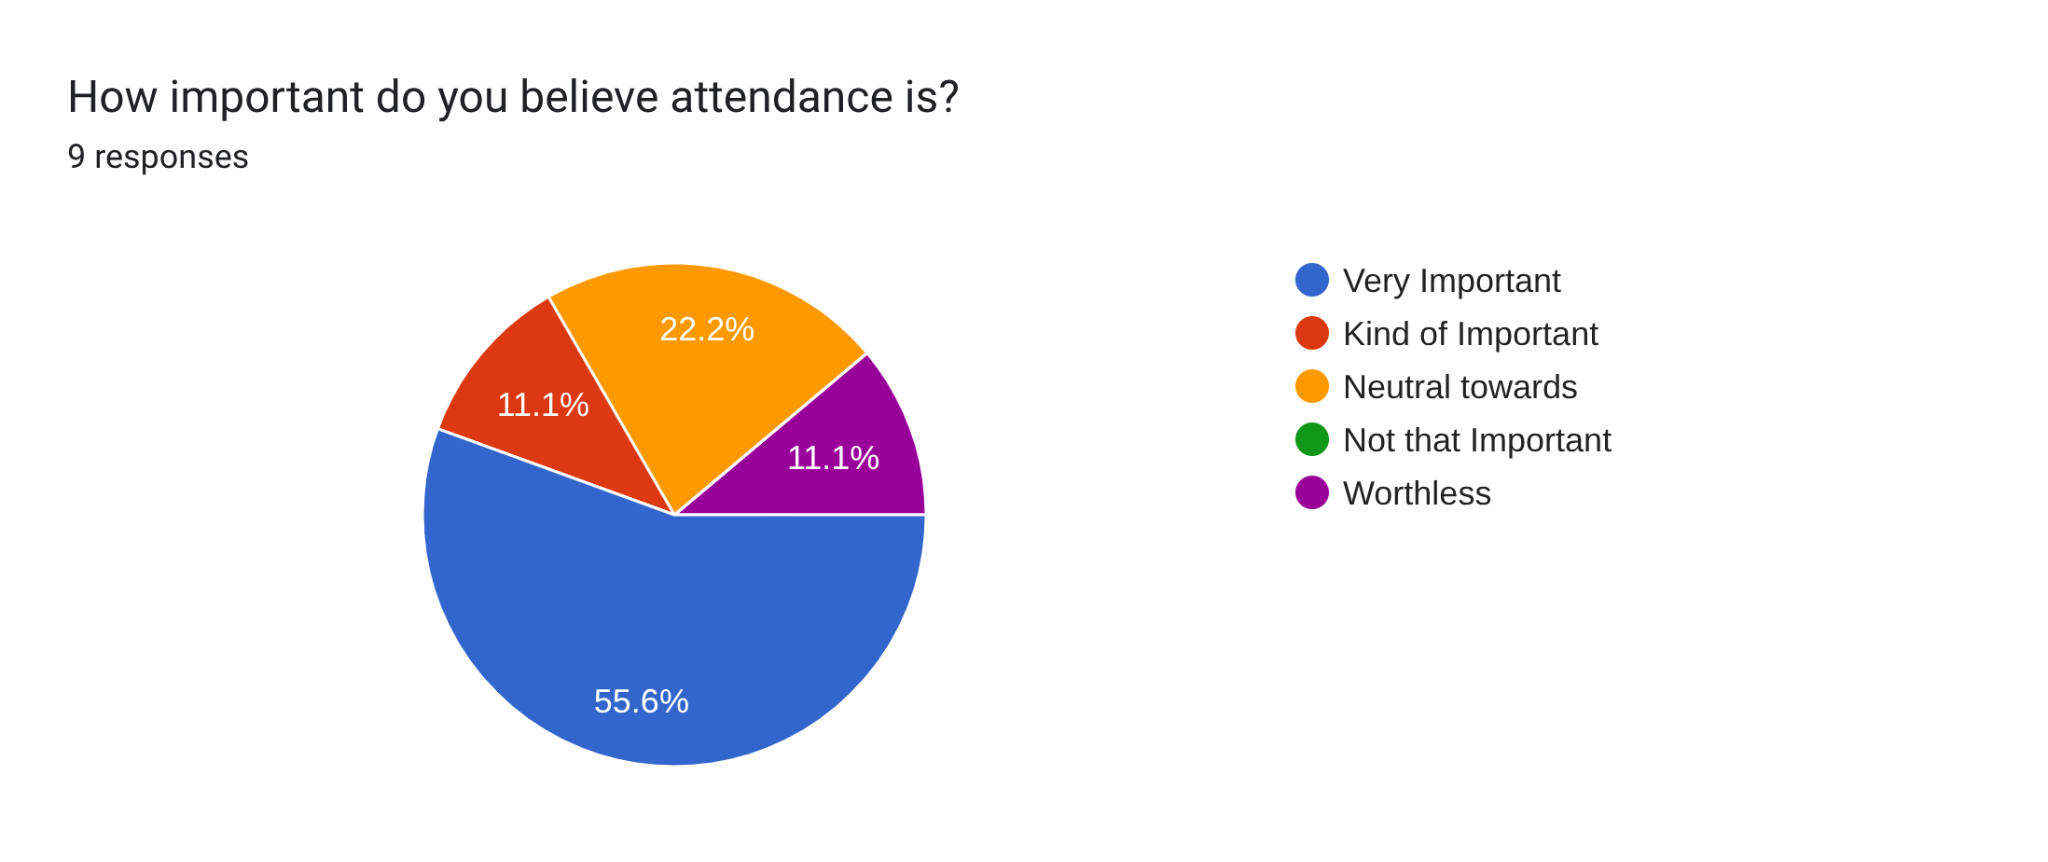 How important do you believe attendance is?
9 responses
22.2%
11.1%
11.1%
55.6%
Very Important
Kind of Important
Neutral towards
Not that Important
Worthless